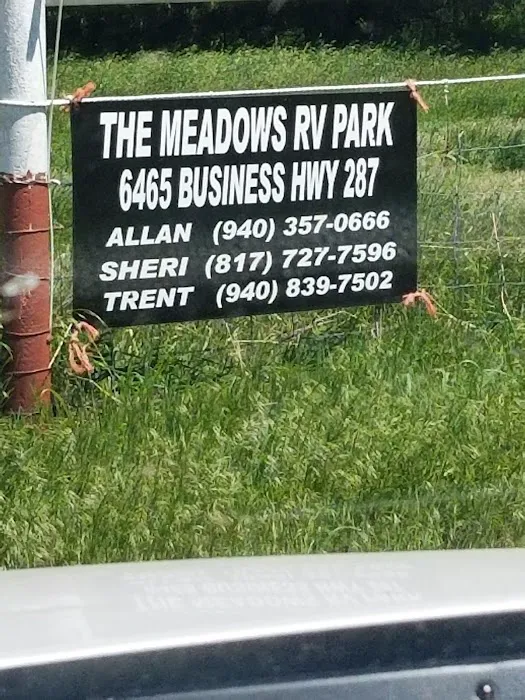 THE MEADOWS RV PARK
6465 BUSINESS HWY 287
ALLAN (940) 357-0666
SHERI (817) 727-7596
TRENT (940) 839-7502